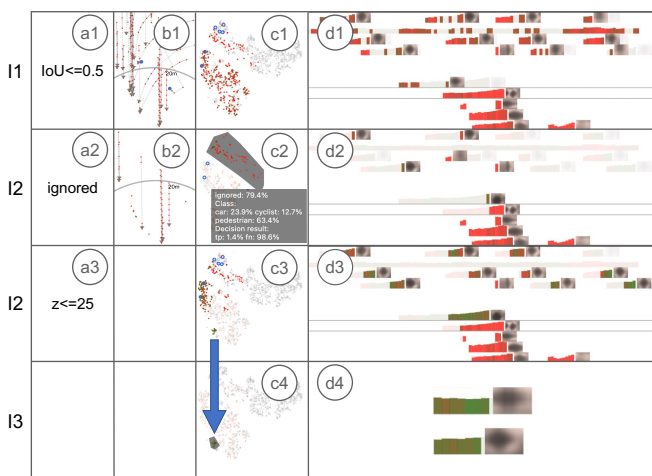 a1
b1
c1
d1
I1
IoU<=0.5
20m
a2
b2
c2
d2
I2
ignored
20m
ignored: 79.4%
Class:
car: 23.9% cyclist: 12.7%
pedestrian: 63.4%
Decision result:
tp: 1.4% fn: 98.6%
a3
c3
d3
I2
z<=25
c4
d4
I3